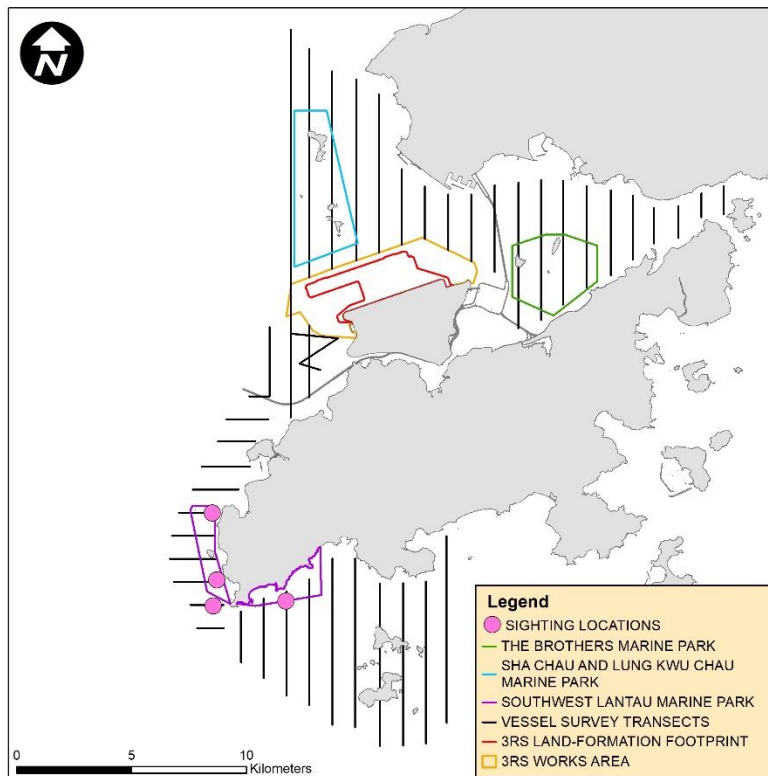 N
Legend
SIGHTING LOCATIONS
THE BROTHERS MARINE PARK
SHA CHAU AND LUNG KWU CHAU
MARINE PARK
SOUTHWEST LANTAU MARINE PARK
VESSEL SURVEY TRANSECTS
3RS LAND-FORMATION FOOTPRINT
3RS WORKS AREA
0 5 10
Kilometers